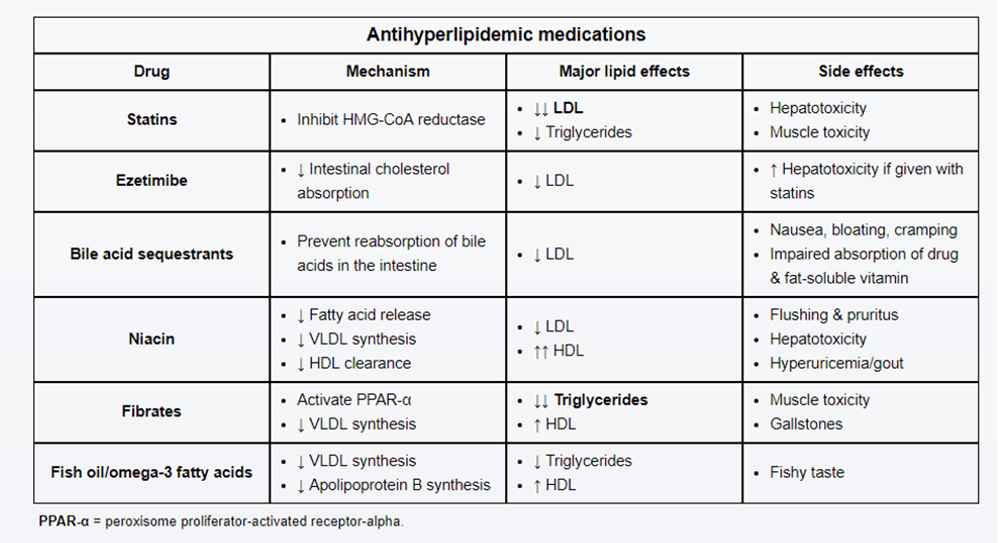 Antihyperlipidemic medications
Drug Mechanism Major lipid effects Side effects
Statins
• Inhibit HMG-CoA reductase
• ↓↓ LDL
• ↓ Triglycerides
• Hepatotoxicity
• Muscle toxicity
Ezetimibe
• ↓ Intestinal cholesterol
absorption
• ↓ LDL
• ↑ Hepatotoxicity if given with
statins
Bile acid sequestrants
• Prevent reabsorption of bile
acids in the intestine
• ↓ LDL
• Nausea, bloating, cramping
• Impaired absorption of drug
& fat-soluble vitamin
Niacin
• ↓ Fatty acid release
• ↓ VLDL synthesis
• ↓ HDL clearance
• ↓ LDL
• ↑↑ HDL
• Flushing & pruritus
• Hepatotoxicity
• Hyperuricemia/gout
Fibrates
• Activate PPAR-α
• ↓ VLDL synthesis
• ↓↓ Triglycerides
• ↑ HDL
• Muscle toxicity
• Gallstones
Fish oil/omega-3 fatty acids
• ↓ VLDL synthesis
• ↓ Apolipoprotein B synthesis
• ↓ Triglycerides
• ↑ HDL
• Fishy taste
PPAR-α = peroxisome proliferator-activated receptor-alpha.